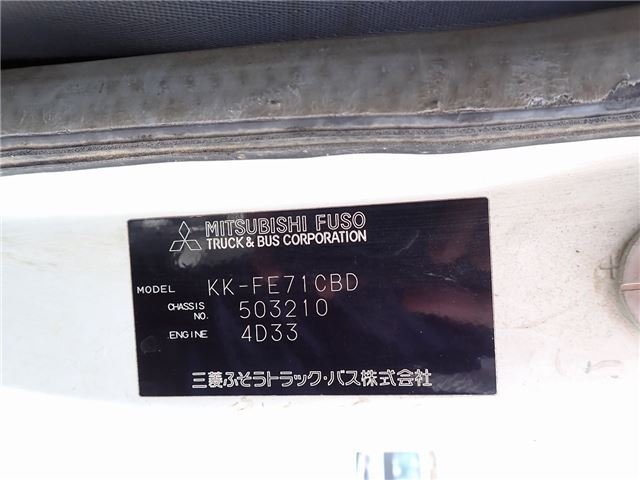 MITSUBISHI FUSO
TRUCK & BUS CORPORATION
MODEL KK-FE71CBD
CHASSIS NO. 503210
ENGINE 4D33
三菱ふそうトラック・バス株式会社